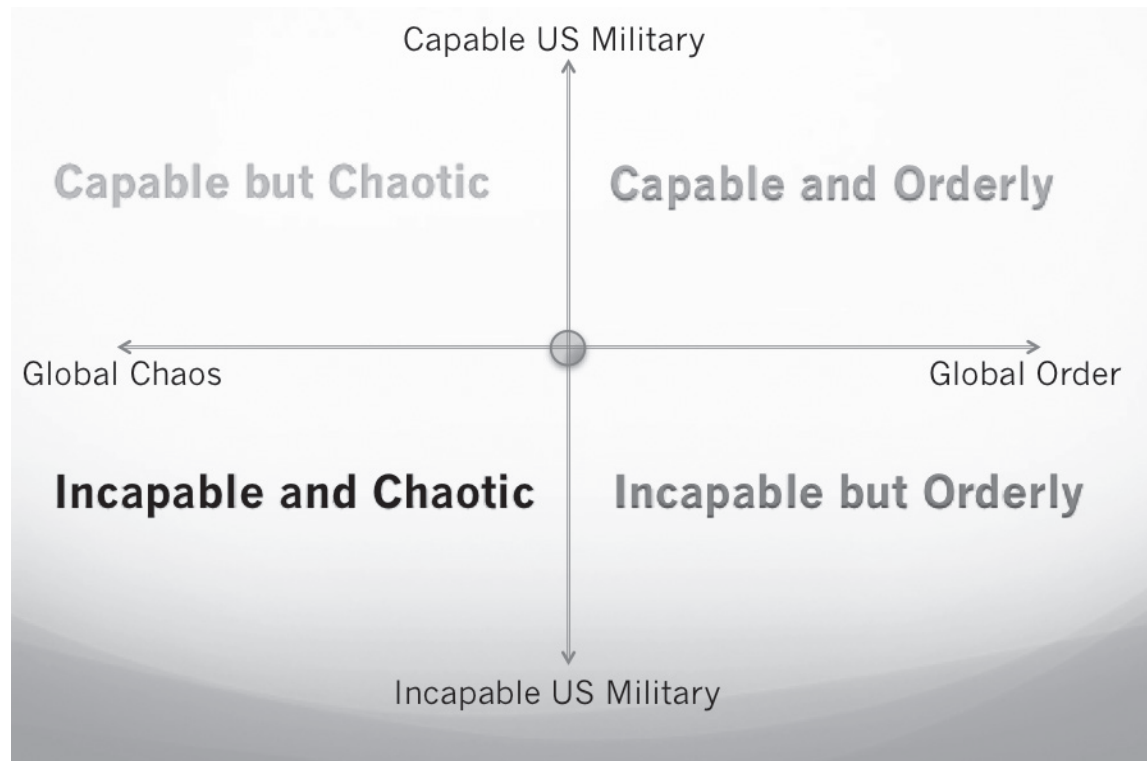 Capable US Military
Capable but Chaotic
Capable and Orderly
Global Chaos
Global Order
Incapable and Chaotic
Incapable but Orderly
Incapable US Military